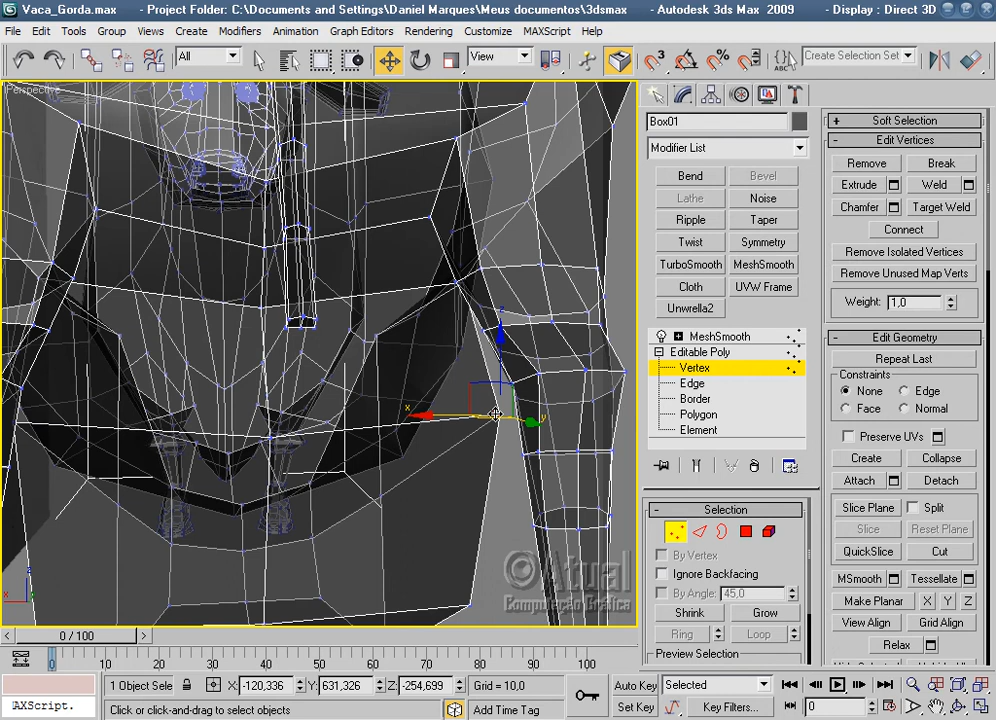 Vaca_Gorda.max - Project Folder: C:\Documents and Settings\Daniel Marques\Meus documentos\3dsmax - Autodesk 3ds Max 2009 - Display : Direct 3D
File Edit Tools Group Views Create Modifiers Animation Graph Editors Rendering Customize MAXScript Help
All View Create Selection Set
Perspective
Box01
Modifier List
Bend Bevel
Lathe Noise
Ripple Taper
Twist Symmetry
TurboSmooth MeshSmooth
Cloth UVW Frame
Unwrella2
MeshSmooth
Editable Poly
Vertex
Edge
Border
Polygon
Element
- Selection
By Vertex
Ignore Backfacing
By Angle: 45,0
Shrink Grow
Ring Loop
Preview Selection
+ Soft Selection
- Edit Vertices
Remove Break
Extrude Weld
Chamfer Target Weld
Connect
Remove Isolated Vertices
Remove Unused Map Verts
Weight: 1,0
- Edit Geometry
Repeat Last
Constraints
None Edge
Face Normal
Preserve UVs
Create Collapse
Attach Detach
Slice Plane Split
Slice Reset Plane
QuickSlice Cut
MSmooth Tessellate
Make Planar X Y Z
View Align Grid Align
Relax
x y
© Atual
Computação Gráfica
< 0 / 100 >
0 10 20 30 40 50 60 70 80 90 100
1 Object Sele X: -120,336 Y: 631,326 Z: -254,699 Grid = 10,0 Auto Key Selected
AXScript. Click or click-and-drag to select objects Add Time Tag Set Key Key Filters... 0